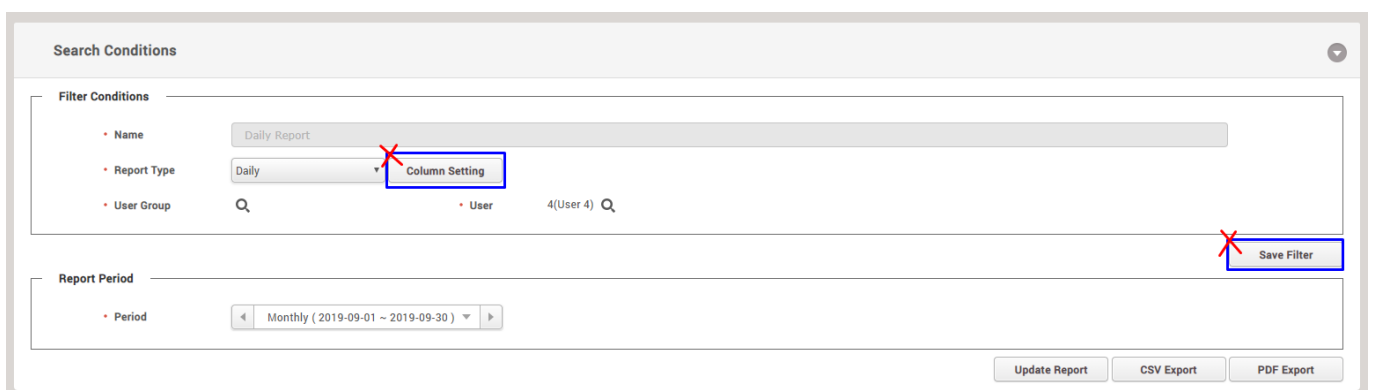 Search Conditions
Filter Conditions
Name Daily Report
Report Type Daily Column Setting
User Group User 4(User 4)
Save Filter
Report Period
Period Monthly ( 2019-09-01 ~ 2019-09-30 )
Update Report CSV Export PDF Export